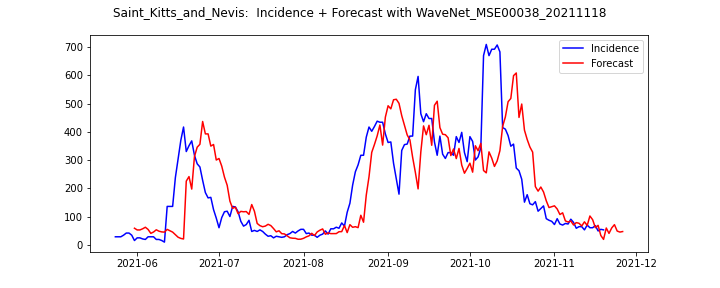 Saint_Kitts_and_Nevis:  Incidence + Forecast with WaveNet_MSE00038_20211118
Incidence
Forecast
700
600
500
400
300
200
100
0
2021-06 2021-07 2021-08 2021-09 2021-10 2021-11 2021-12